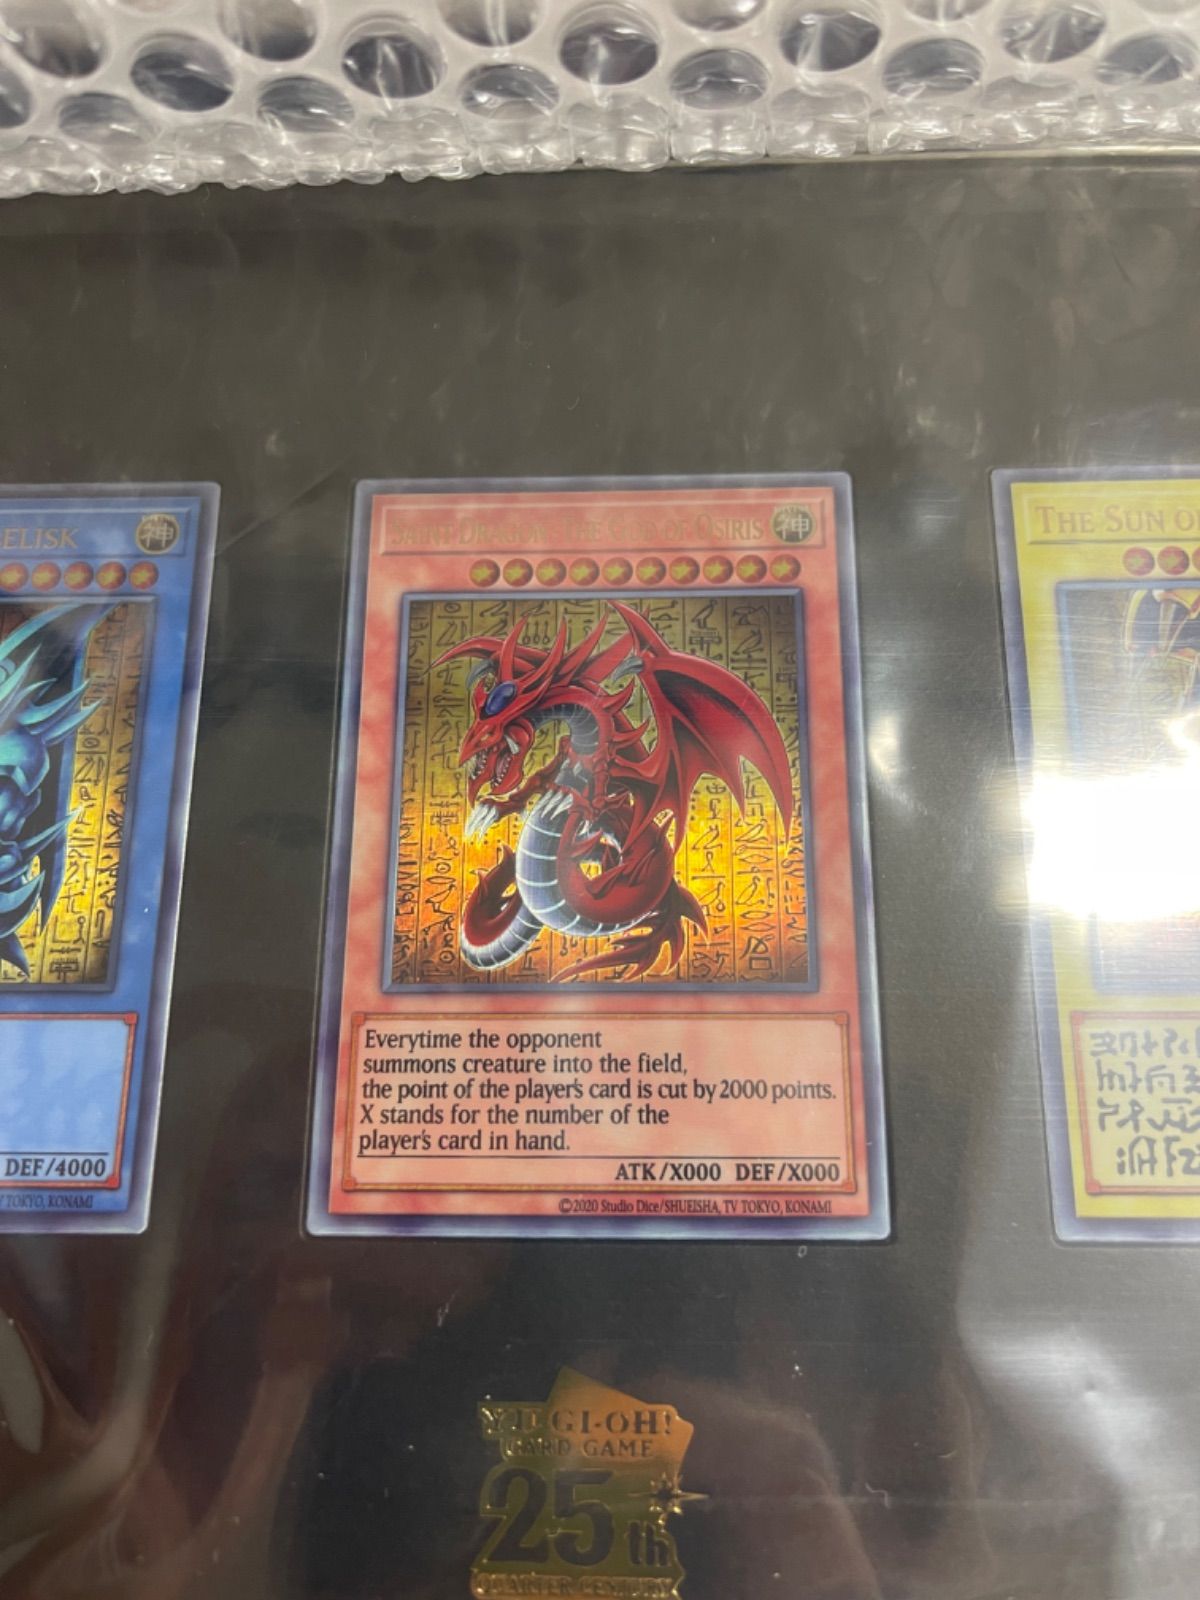 ELISK
神
DEF/4000
TV TOKYO, KONAMI
SAINT DRAGON-THE GOD OF OSIRIS
神
Everytime the opponent
summons creature into the field,
the point of the player's card is cut by 2000 points.
X stands for the number of the
player's card in hand.
ATK/X000 DEF/X000
©2020 Studio Dice/SHUEISHA, TV TOKYO, KONAMI
THE SUN O
YU-GI-OH!
CARD GAME
25th
QUARTER CENTURY